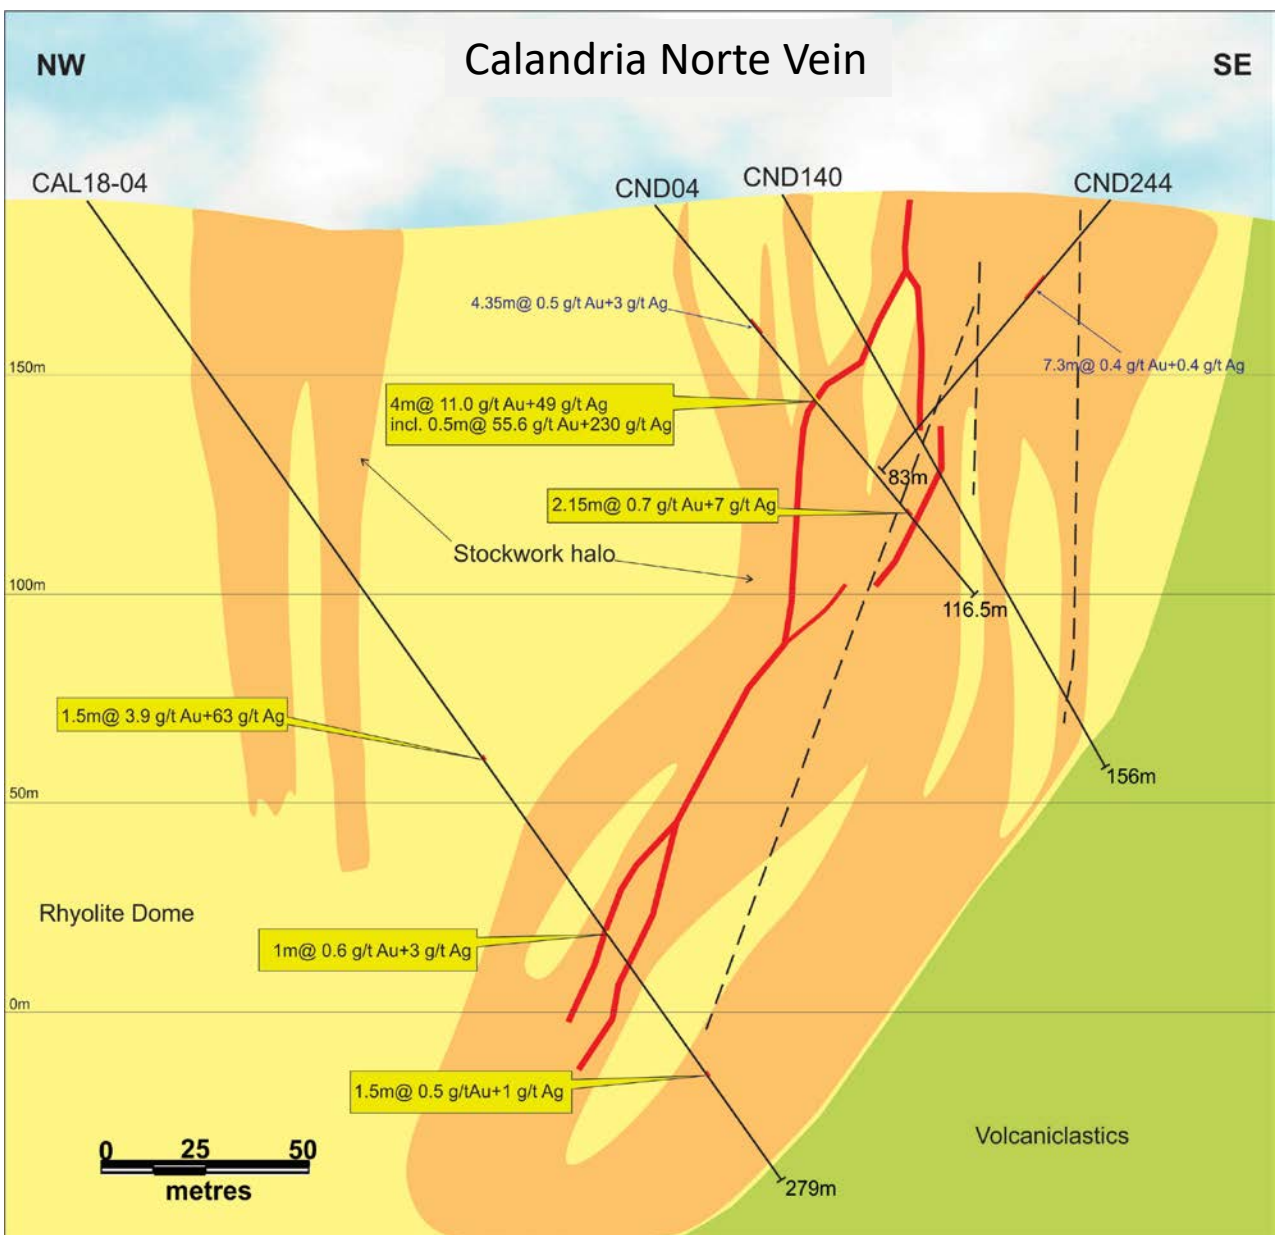 Calandria Norte Vein
NW
SE
CAL18-04
CND04
CND140
CND244
4.35m@ 0.5 g/t Au+3 g/t Ag
7.3m@ 0.4 g/t Au+0.4 g/t Ag
150m
4m@ 11.0 g/t Au+49 g/t Ag
incl. 0.5m@ 55.6 g/t Au+230 g/t Ag
83m
2.15m@ 0.7 g/t Au+7 g/t Ag
Stockwork halo
100m
116.5m
1.5m@ 3.9 g/t Au+63 g/t Ag
156m
50m
Rhyolite Dome
1m@ 0.6 g/t Au+3 g/t Ag
0m
1.5m@ 0.5 g/tAu+1 g/t Ag
Volcaniclastics
0 25 50
metres
279m